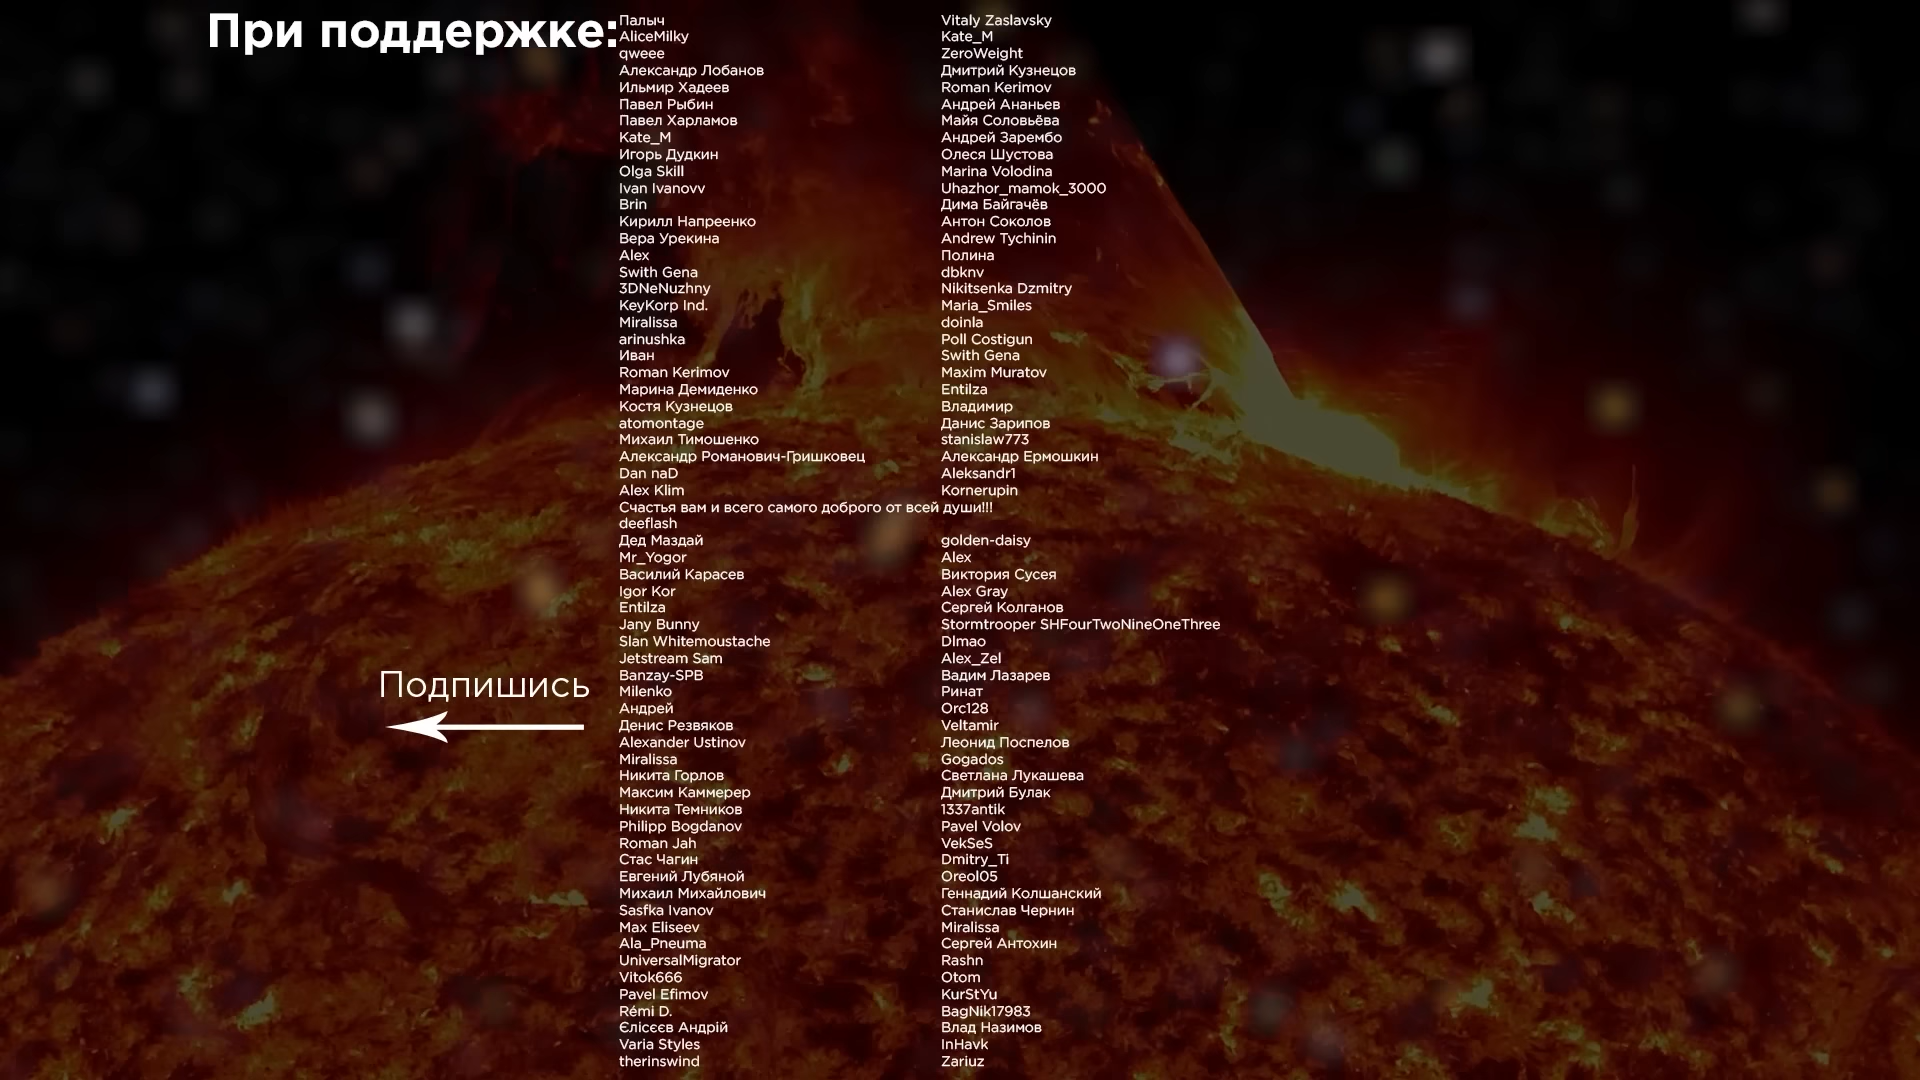 При поддержке:
Палыч
AliceMilky
qweee
Александр Лобанов
Ильмир Хадеев
Павел Рыбин
Павел Харламов
Kate_M
Игорь Дудкин
Olga Skill
Ivan Ivanovv
Brin
Кирилл Напреенко
Вера Урекина
Alex
Swith Gena
3DNeNuzhny
KeyKorp Ind.
Miralissa
arinushka
Иван
Roman Kerimov
Марина Демиденко
Костя Кузнецов
atomontage
Михаил Тимошенко
Александр Романович-Гришковец
Dan naD
Alex Klim
Счастья вам и всего самого доброго от всей души!!!
deeflash
Дед Маздай
Mr_Yogor
Василий Карасев
Igor Kor
Entilza
Jany Bunny
Slan Whitemoustache
Jetstream Sam
Banzay-SPB
Milenko
Андрей
Денис Резвяков
Alexander Ustinov
Miralissa
Никита Горлов
Максим Каммерер
Никита Темников
Philipp Bogdanov
Roman Jah
Стас Чагин
Евгений Лубяной
Михаил Михайлович
Sasfka Ivanov
Max Eliseev
Ala_Pneuma
UniversalMigrator
Vitok666
Pavel Efimov
Rémi D.
Єлісєєв Андрій
Varia Styles
therinswind
Vitaly Zaslavsky
Kate_M
ZeroWeight
Дмитрий Кузнецов
Roman Kerimov
Андрей Ананьев
Майя Соловьёва
Андрей Зарембо
Олеся Шустова
Marina Volodina
Uhazhor_mamok_3000
Дима Байгачёв
Антон Соколов
Andrew Tychinin
Полина
dbknv
Nikitsenka Dzmitry
Maria_Smiles
doinla
Poll Costigun
Swith Gena
Maxim Muratov
Entilza
Владимир
Данис Зарипов
stanislaw773
Александр Ермошкин
Aleksandr1
Kornerupin
golden-daisy
Alex
Виктория Сусея
Alex Gray
Сергей Колганов
Stormtrooper SHFourTwoNineOneThree
Dlmao
Alex_Zel
Вадим Лазарев
Ринат
Orc128
Veltamir
Леонид Поспелов
Gogados
Светлана Лукашева
Дмитрий Булак
1337antik
Pavel Volov
VekSeS
Dmitry_Ti
Oreol05
Геннадий Колшанский
Станислав Чернин
Miralissa
Сергей Антохин
Rashn
Otom
KurStYu
BagNik17983
Влад Назимов
InHavk
Zariuz
Подпишись